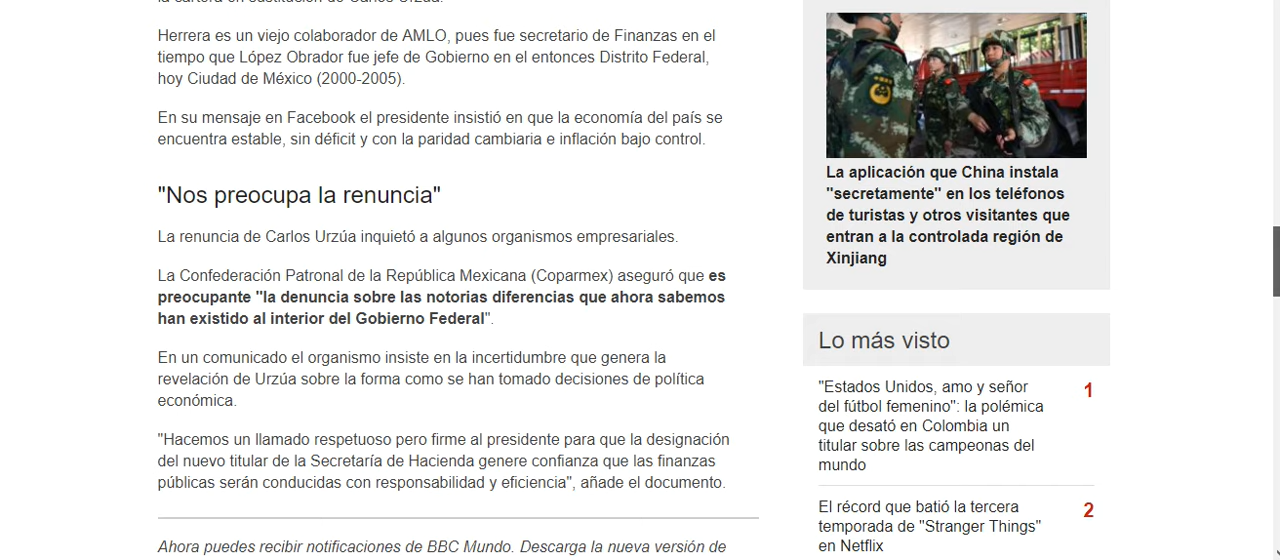 la cartera en sustitución de Carlos Urzúa.
Herrera es un viejo colaborador de AMLO, pues fue secretario de Finanzas en el
tiempo que López Obrador fue jefe de Gobierno en el entonces Distrito Federal,
hoy Ciudad de México (2000-2005).
En su mensaje en Facebook el presidente insistió en que la economía del país se
encuentra estable, sin déficit y con la paridad cambiaria e inflación bajo control.
"Nos preocupa la renuncia"
La renuncia de Carlos Urzúa inquietó a algunos organismos empresariales.
La Confederación Patronal de la República Mexicana (Coparmex) aseguró que es
preocupante "la denuncia sobre las notorias diferencias que ahora sabemos
han existido al interior del Gobierno Federal".
En un comunicado el organismo insiste en la incertidumbre que genera la
revelación de Urzúa sobre la forma como se han tomado decisiones de política
económica.
"Hacemos un llamado respetuoso pero firme al presidente para que la designación
del nuevo titular de la Secretaría de Hacienda genere confianza que las finanzas
públicas serán conducidas con responsabilidad y eficiencia", añade el documento.
Ahora puedes recibir notificaciones de BBC Mundo. Descarga la nueva versión de
La aplicación que China instala
"secretamente" en los teléfonos
de turistas y otros visitantes que
entran a la controlada región de
Xinjiang
Lo más visto
"Estados Unidos, amo y señor
del fútbol femenino": la polémica
que desató en Colombia un
titular sobre las campeonas del
mundo
1
El récord que batió la tercera
temporada de "Stranger Things"
en Netflix
2